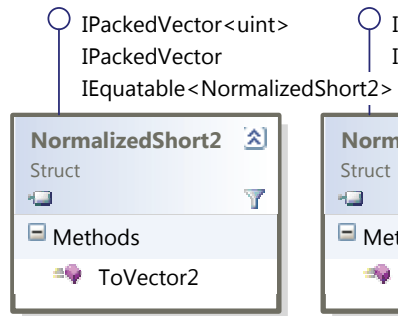 IPackedVector<uint>
IPackedVector
IEquatable<NormalizedShort2>
NormalizedShort2
Struct
Methods
ToVector2
Struct